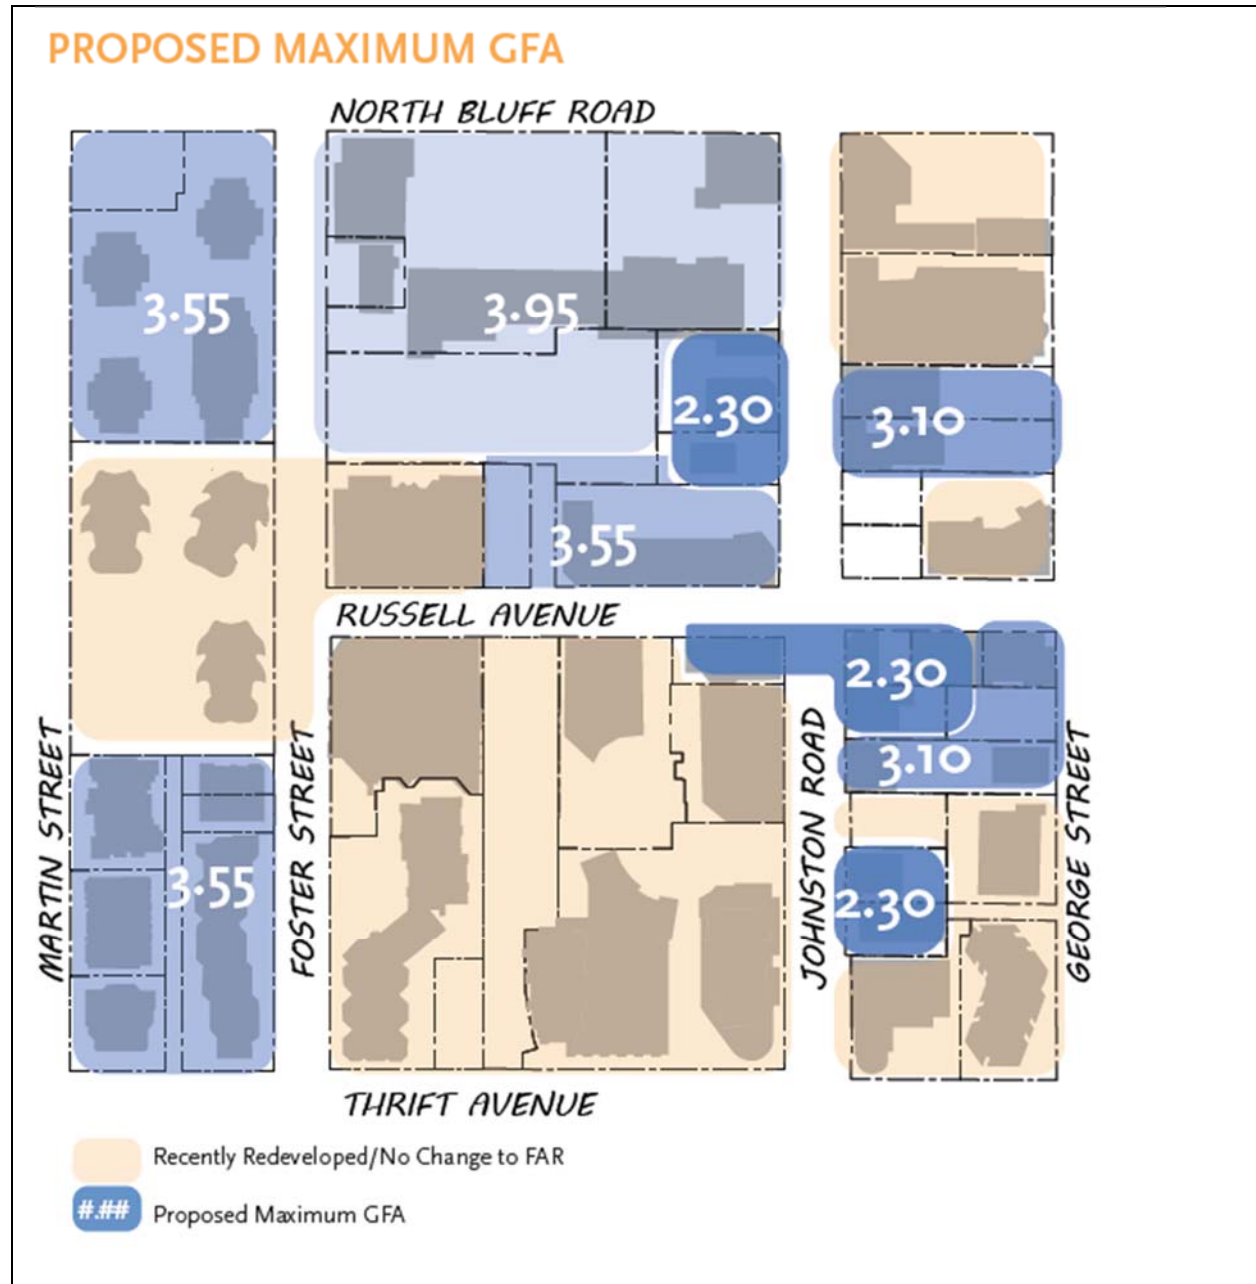 PROPOSED MAXIMUM GFA
NORTH BLUFF ROAD
3.55
3.95
2.30
3.10
3.55
RUSSELL AVENUE
2.30
3.10
MARTIN STREET
FOSTER STREET
JOHNSTON ROAD
GEORGE STREET
3.55
2.30
THRIFT AVENUE
Recently Redeveloped/No Change to FAR
#.## Proposed Maximum GFA